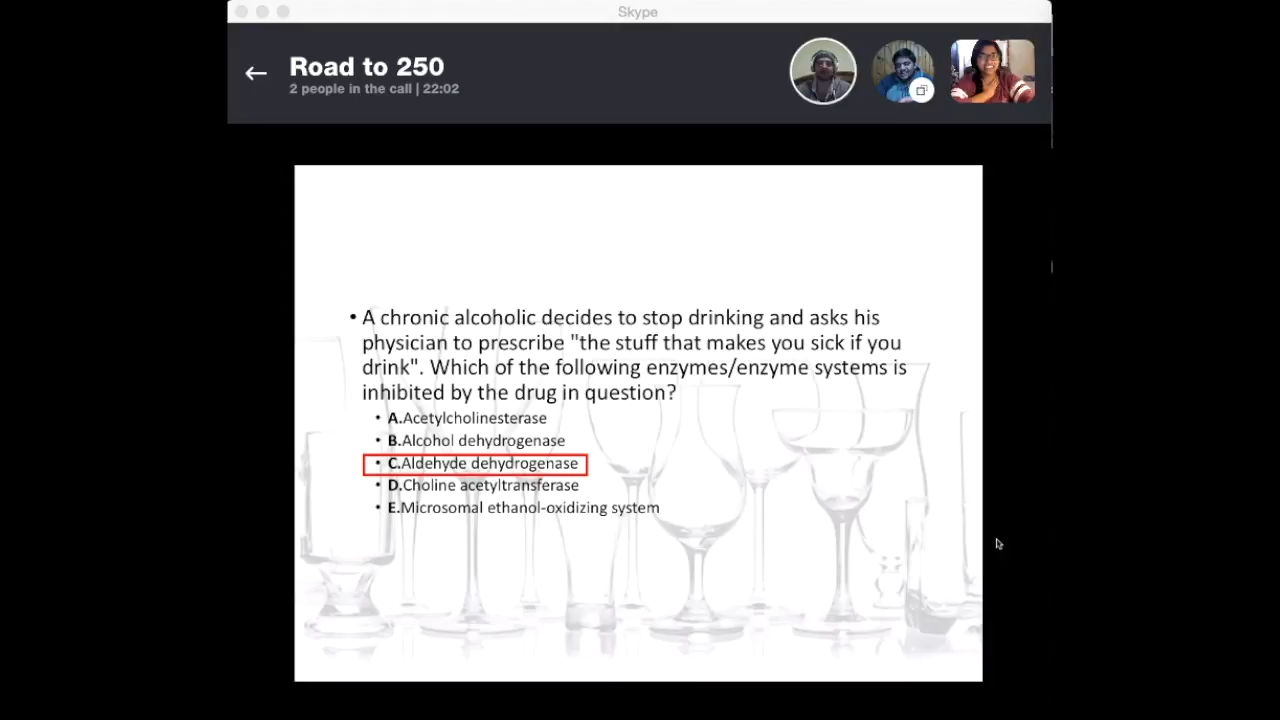 Skype
Road to 250
2 people in the call | 22:02
• A chronic alcoholic decides to stop drinking and asks his
physician to prescribe "the stuff that makes you sick if you
drink". Which of the following enzymes/enzyme systems is
inhibited by the drug in question?
• A.Acetylcholinesterase
• B.Alcohol dehydrogenase
• C.Aldehyde dehydrogenase
• D.Choline acetyltransferase
• E.Microsomal ethanol-oxidizing system